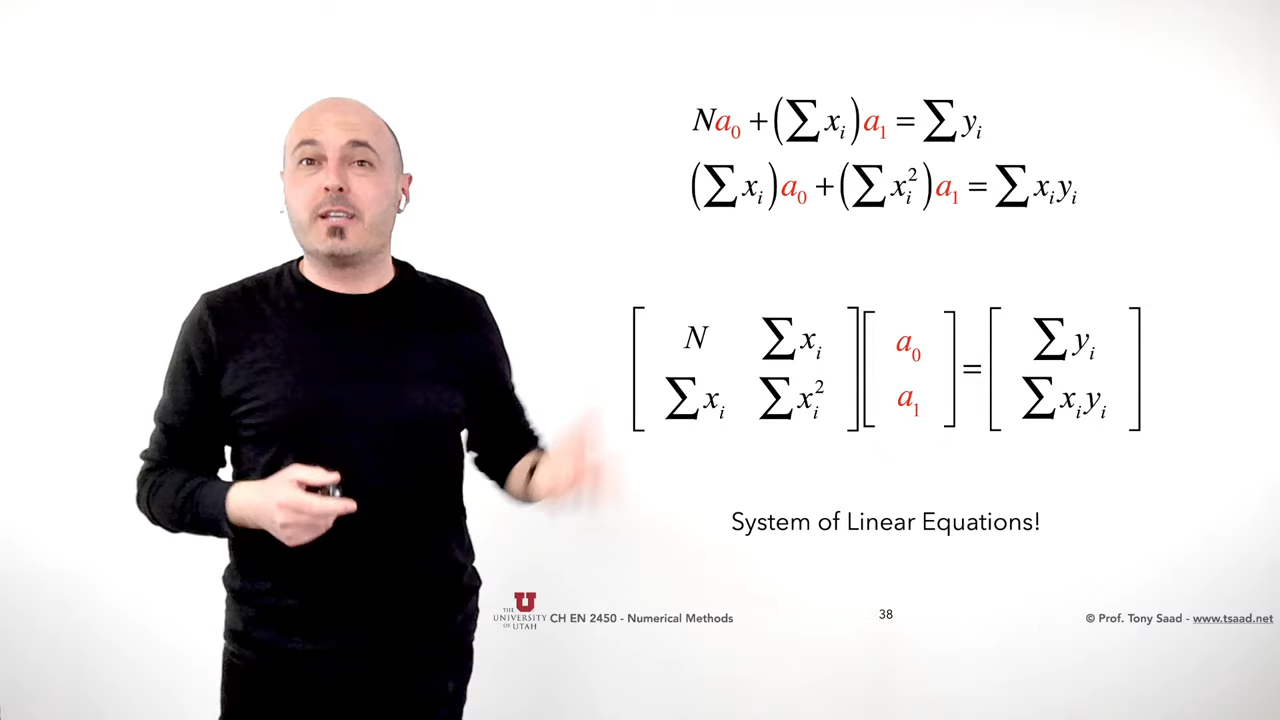 Na₀ + (∑ xᵢ) a₁ = ∑ yᵢ
(∑ xᵢ) a₀ + (∑ xᵢ²) a₁ = ∑ xᵢyᵢ
[ N ∑ xᵢ ] [ a₀ ] = [ ∑ yᵢ ]
[ ∑ xᵢ ∑ xᵢ² ] [ a₁ ] [ ∑ xᵢyᵢ ]
System of Linear Equations!
THE
UNIVERSITY
OF UTAH
CH EN 2450 - Numerical Methods
38
© Prof. Tony Saad - www.tsaad.net